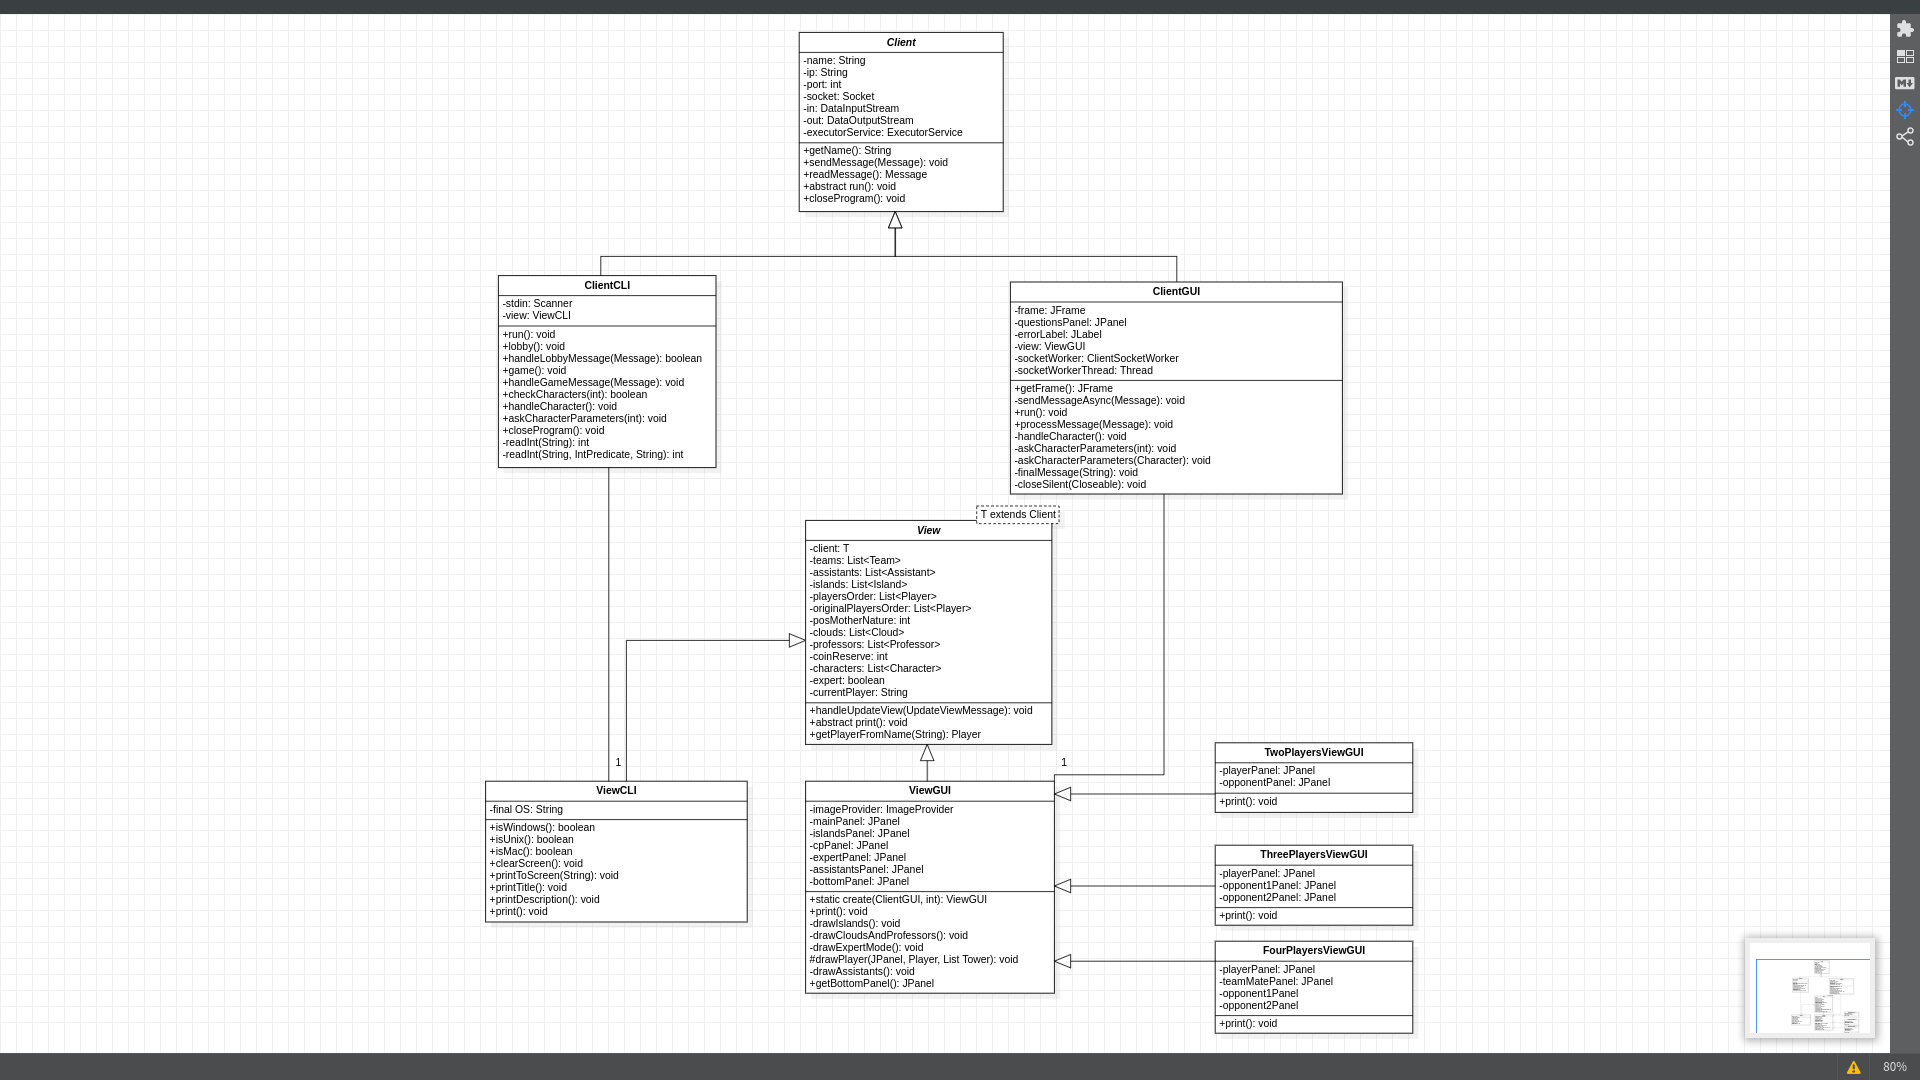 Client
-name: String
-ip: String
-port: int
-socket: Socket
-in: DataInputStream
-out: DataOutputStream
-executorService: ExecutorService
+getName(): String
+sendMessage(Message): void
+readMessage(): Message
+abstract run(): void
+closeProgram(): void
ClientCLI
-stdin: Scanner
-view: ViewCLI
+run(): void
+lobby(): void
+handleLobbyMessage(Message): boolean
+game(): void
+handleGameMessage(Message): void
+checkCharacters(int): boolean
+handleCharacter(): void
+askCharacterParameters(int): void
+closeProgram(): void
-readInt(String): int
-readInt(String, IntPredicate, String): int
ClientGUI
-frame: JFrame
-questionsPanel: JPanel
-errorLabel: JLabel
-view: ViewGUI
-socketWorker: ClientSocketWorker
-socketWorkerThread: Thread
+getFrame(): JFrame
-sendMessageAsync(Message): void
+run(): void
+processMessage(Message): void
-handleCharacter(): void
-askCharacterParameters(int): void
-askCharacterParameters(Character): void
-finalMessage(String): void
-closeSilent(Closeable): void
T extends Client
View
-client: T
-teams: List<Team>
-assistants: List<Assistant>
-islands: List<Island>
-playersOrder: List<Player>
-originalPlayersOrder: List<Player>
-posMotherNature: int
-clouds: List<Cloud>
-professors: List<Professor>
-coinReserve: int
-characters: List<Character>
-expert: boolean
-currentPlayer: String
+handleUpdateView(UpdateViewMessage): void
+abstract print(): void
+getPlayerFromName(String): Player
1
1
ViewCLI
-final OS: String
+isWindows(): boolean
+isUnix(): boolean
+isMac(): boolean
+clearScreen(): void
+printToScreen(String): void
+printTitle(): void
+printDescription(): void
+print(): void
ViewGUI
-imageProvider: ImageProvider
-mainPanel: JPanel
-islandsPanel: JPanel
-cpPanel: JPanel
-expertPanel: JPanel
-assistantsPanel: JPanel
-bottomPanel: JPanel
+static create(ClientGUI, int): ViewGUI
+print(): void
-drawIslands(): void
-drawCloudsAndProfessors(): void
-drawExpertMode(): void
#drawPlayer(JPanel, Player, List Tower): void
-drawAssistants(): void
+getBottomPanel(): JPanel
TwoPlayersViewGUI
-playerPanel: JPanel
-opponentPanel: JPanel
+print(): void
ThreePlayersViewGUI
-playerPanel: JPanel
-opponent1Panel: JPanel
-opponent2Panel: JPanel
+print(): void
FourPlayersViewGUI
-playerPanel: JPanel
-teamMatePanel: JPanel
-opponent1Panel
-opponent2Panel
+print(): void
80%